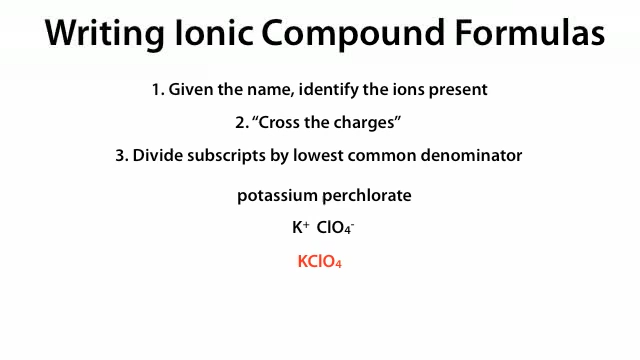 Writing Ionic Compound Formulas
1. Given the name, identify the ions present
2. “Cross the charges”
3. Divide subscripts by lowest common denominator
potassium perchlorate
K⁺ ClO₄⁻
KClO₄